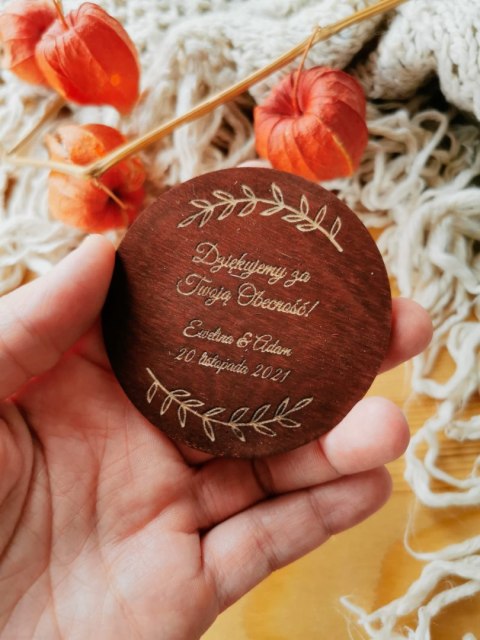 Dziękujemy za
Twoją Obecność!
Ewelina & Adam
20 listopada 2021